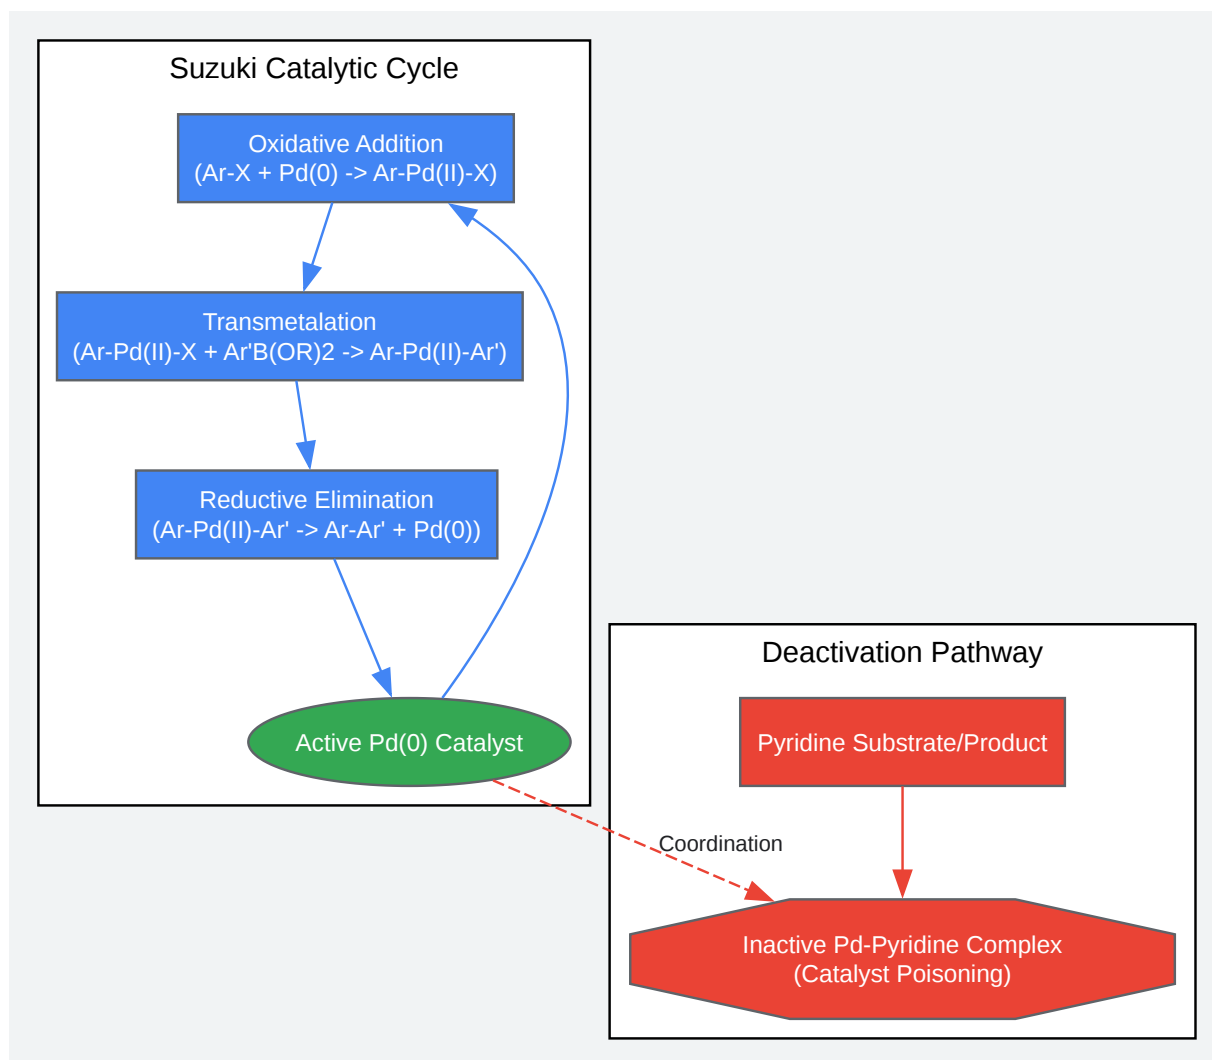 Suzuki Catalytic Cycle
Oxidative Addition
(Ar-X + Pd(0) -> Ar-Pd(II)-X)
Transmetalation
(Ar-Pd(II)-X + Ar'B(OR)2 -> Ar-Pd(II)-Ar')
Reductive Elimination
(Ar-Pd(II)-Ar' -> Ar-Ar' + Pd(0))
Active Pd(0) Catalyst
Deactivation Pathway
Pyridine Substrate/Product
Coordination
Inactive Pd-Pyridine Complex
(Catalyst Poisoning)